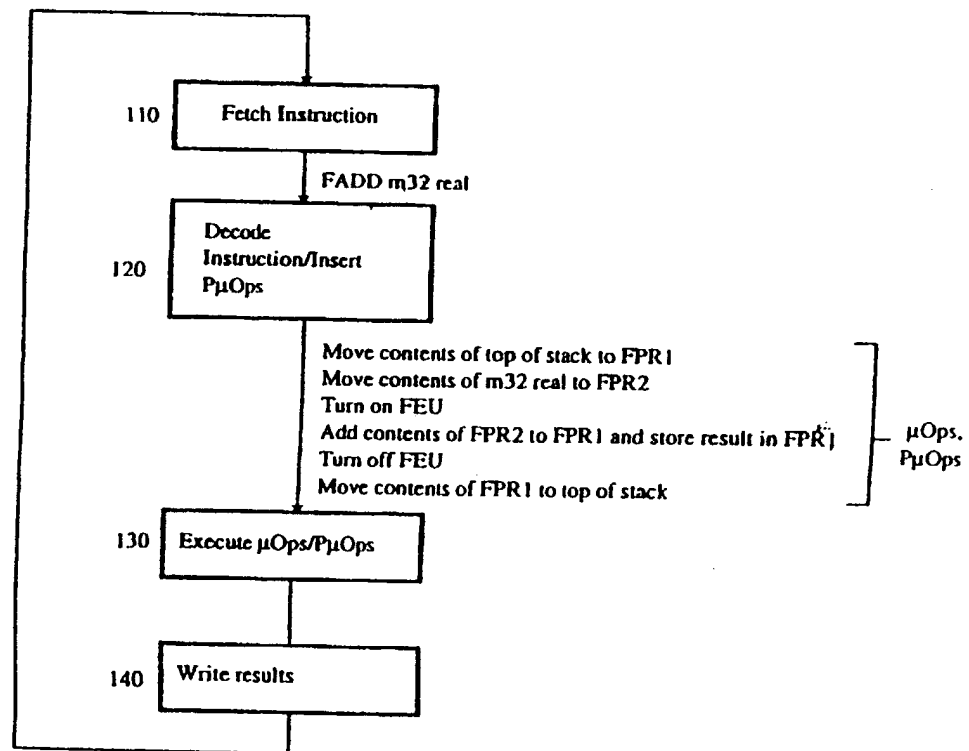 110
Fetch Instruction
FADD m32 real
120
Decode
Instruction/Insert
PμOps
Move contents of top of stack to FPR1
Move contents of m32 real to FPR2
Turn on FEU
Add contents of FPR2 to FPR1 and store result in FPR1
Turn off FEU
Move contents of FPR1 to top of stack
μOps.
PμOps
130
Execute μOps/PμOps
140
Write results